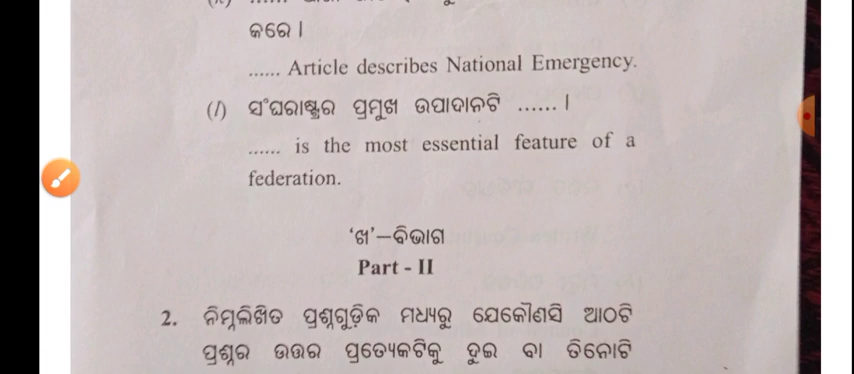 କରେ ।
...... Article describes National Emergency.
(l) ସଂଘରାଷ୍ଟ୍ରର ପ୍ରମୁଖ ଉପାଦାନଟି ...... ।
...... is the most essential feature of a
federation.
‘ଖ’–ବିଭାଗ
Part - II
2. ନିମ୍ନଲିଖିତ ପ୍ରଶ୍ନଗୁଡ଼ିକ ମଧ୍ୟରୁ ଯେକୌଣସି ଆଠଟି
ପ୍ରଶ୍ନର ଉତ୍ତର ପ୍ରତ୍ୟେକଟିକୁ ଦୁଇ ବା ତିନୋଟି